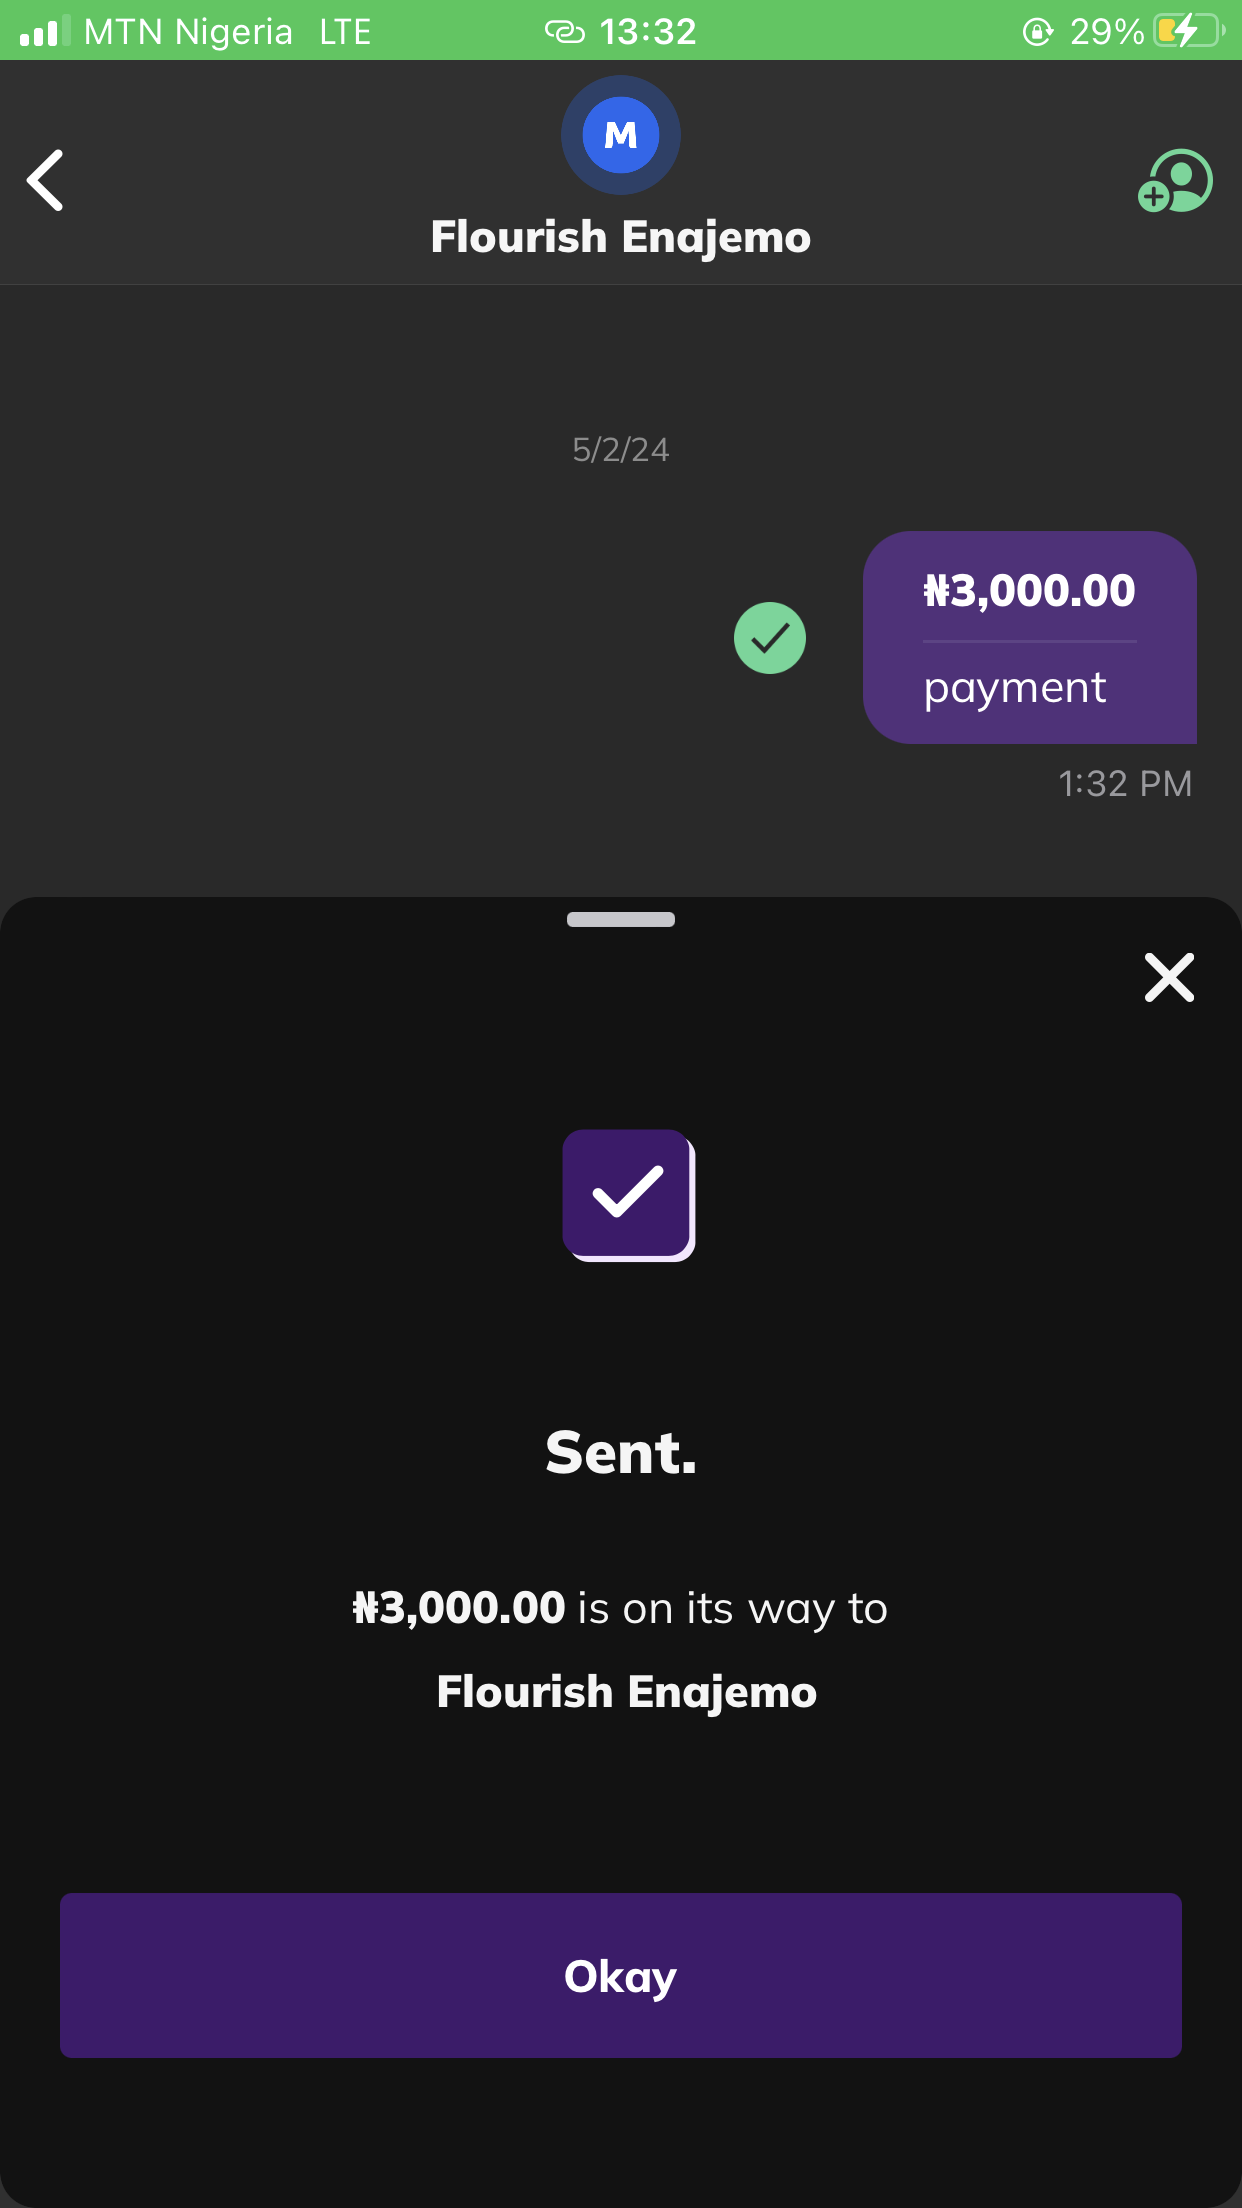 MTN Nigeria LTE 13:32 29%
M
Flourish Enajemo
5/2/24
₦3,000.00
payment
1:32 PM
Sent.
₦3,000.00 is on its way to
Flourish Enajemo
Okay